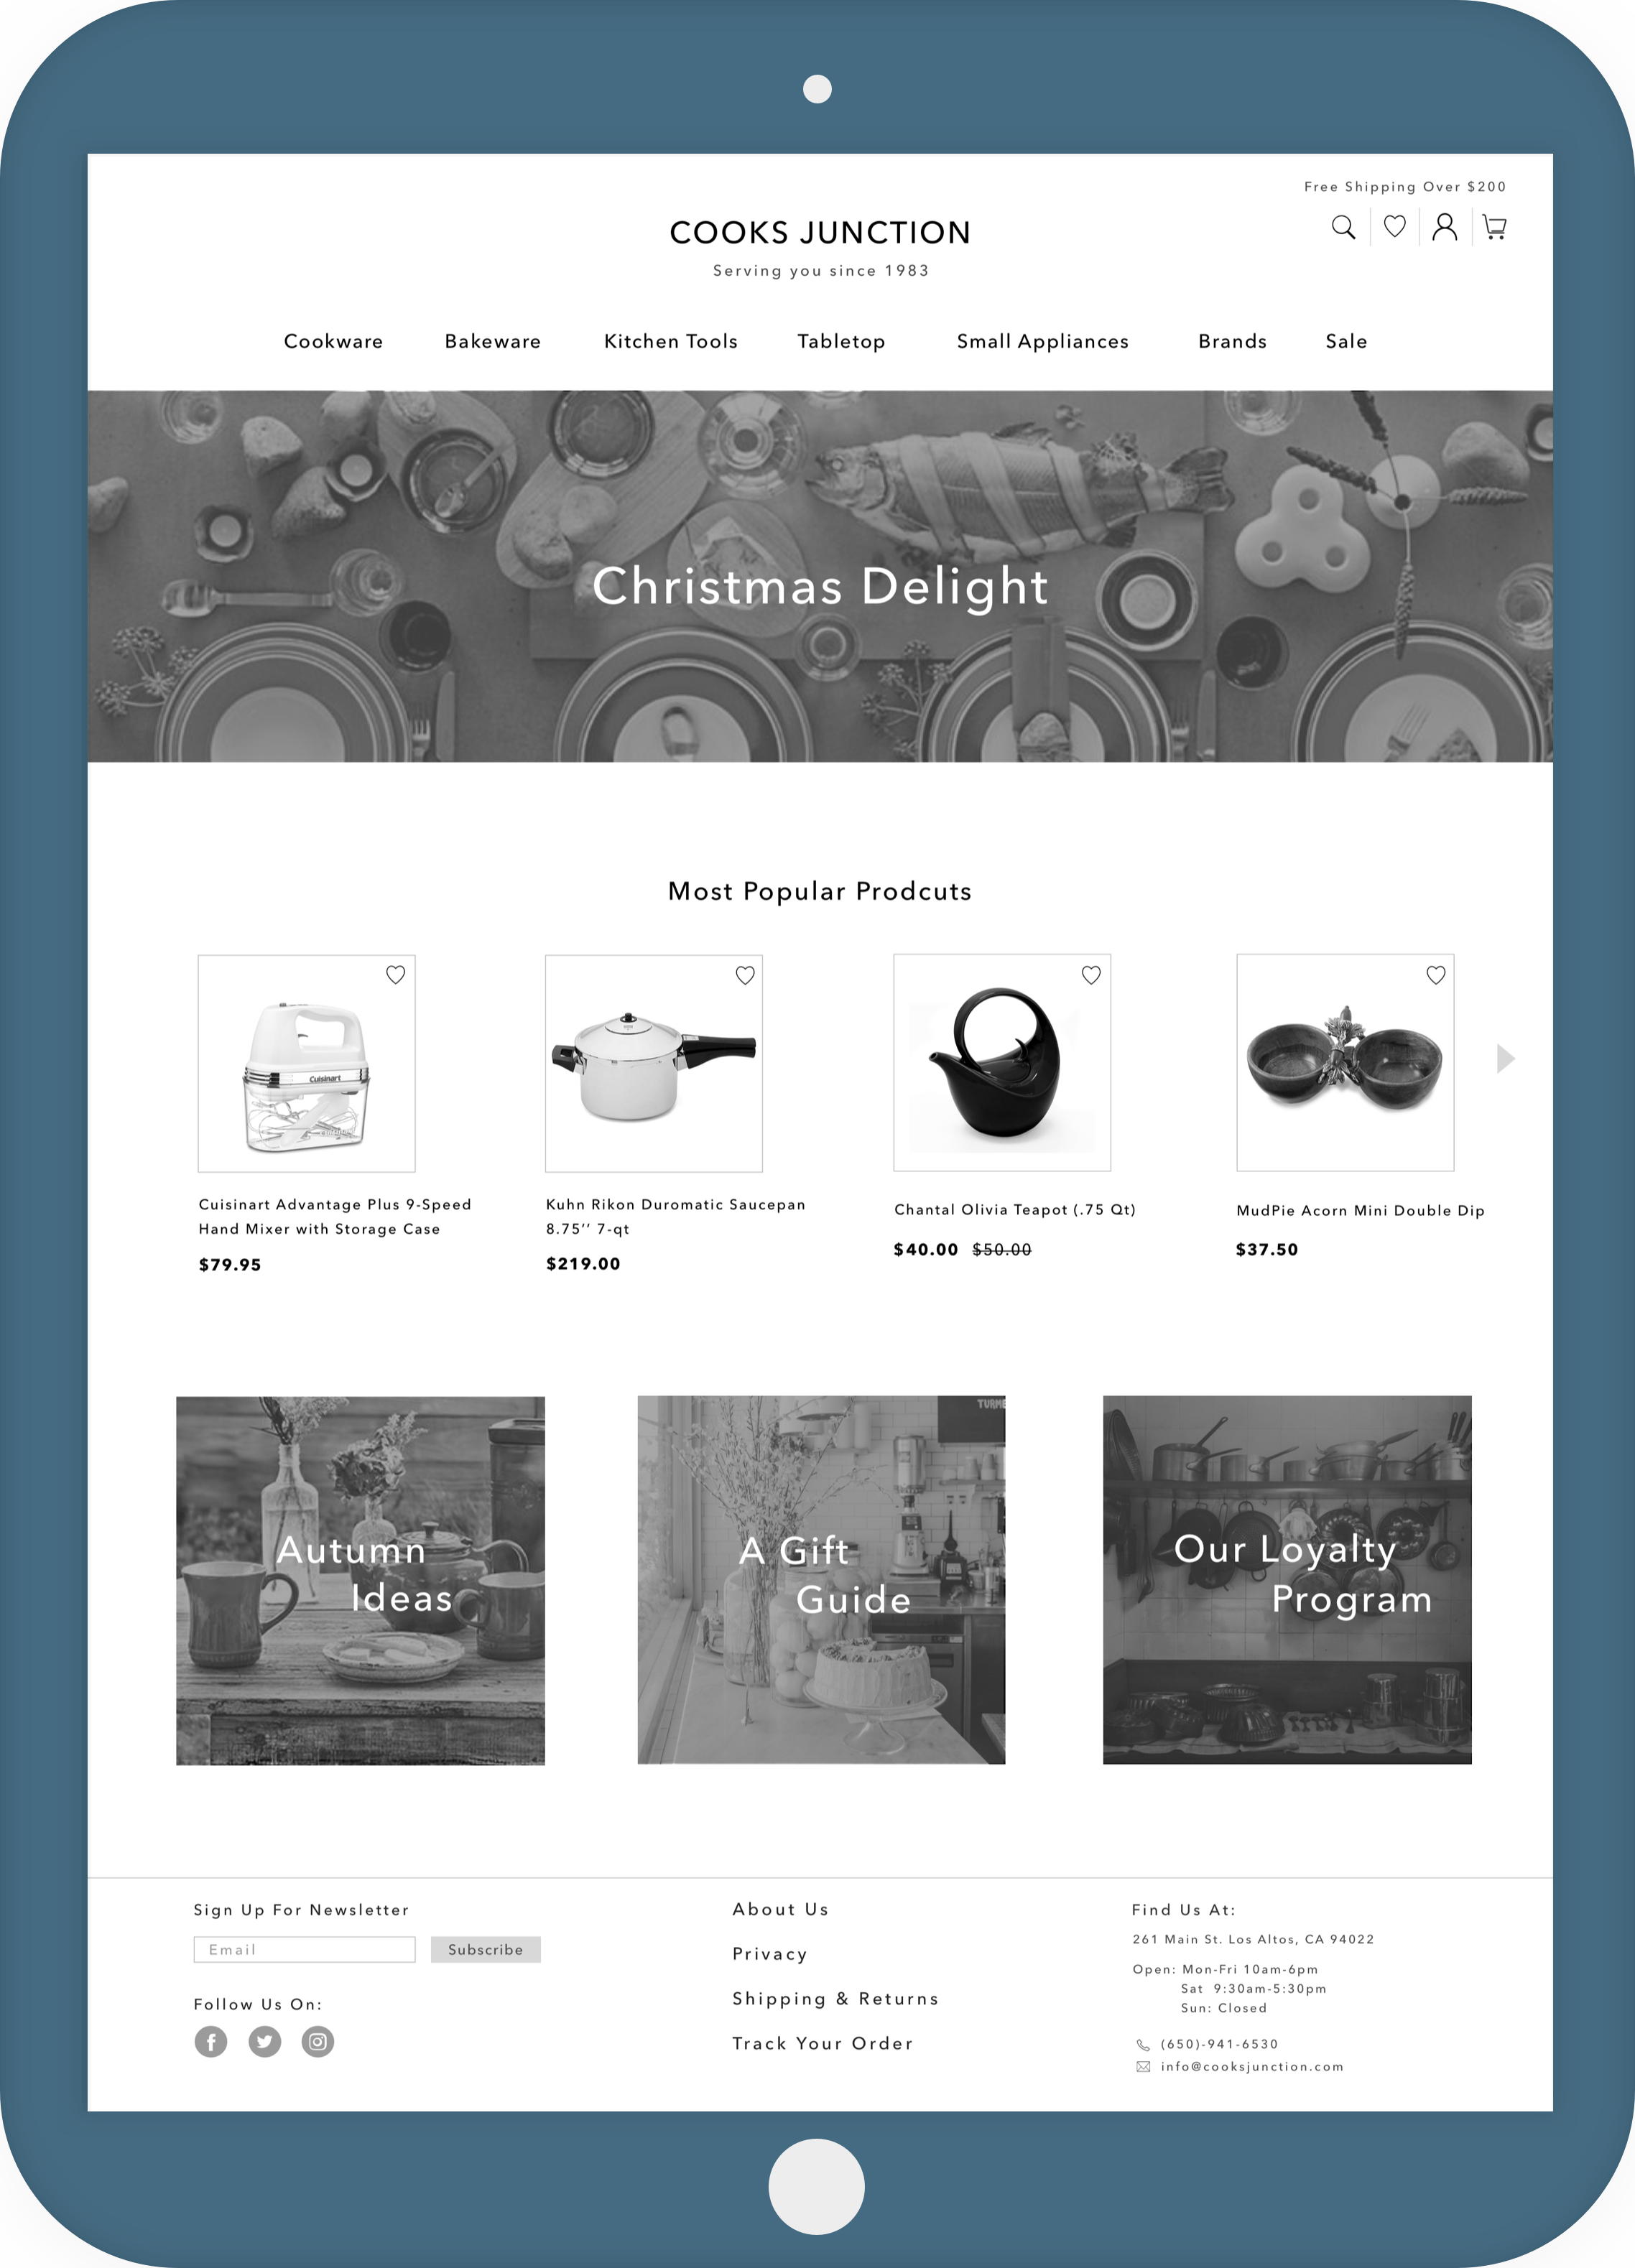 Free Shipping Over $200
COOKS JUNCTION
Serving you since 1983
Cookware Bakeware Kitchen Tools Tabletop Small Appliances Brands Sale
Christmas Delight
Most Popular Prodcuts
Cuisinart
Cuisinart Advantage Plus 9-Speed
Hand Mixer with Storage Case
$79.95
Kuhn Rikon Duromatic Saucepan
8.75’’ 7-qt
$219.00
Chantal Olivia Teapot (.75 Qt)
$40.00 $50.00
MudPie Acorn Mini Double Dip
$37.50
Autumn
Ideas
TURME
A Gift
Guide
Our Loyalty
Program
Sign Up For Newsletter
Email Subscribe
Follow Us On:
About Us
Privacy
Shipping & Returns
Track Your Order
Find Us At:
261 Main St. Los Altos, CA 94022
Open: Mon-Fri 10am-6pm
Sat 9:30am-5:30pm
Sun: Closed
(650)-941-6530
info@cooksjunction.com